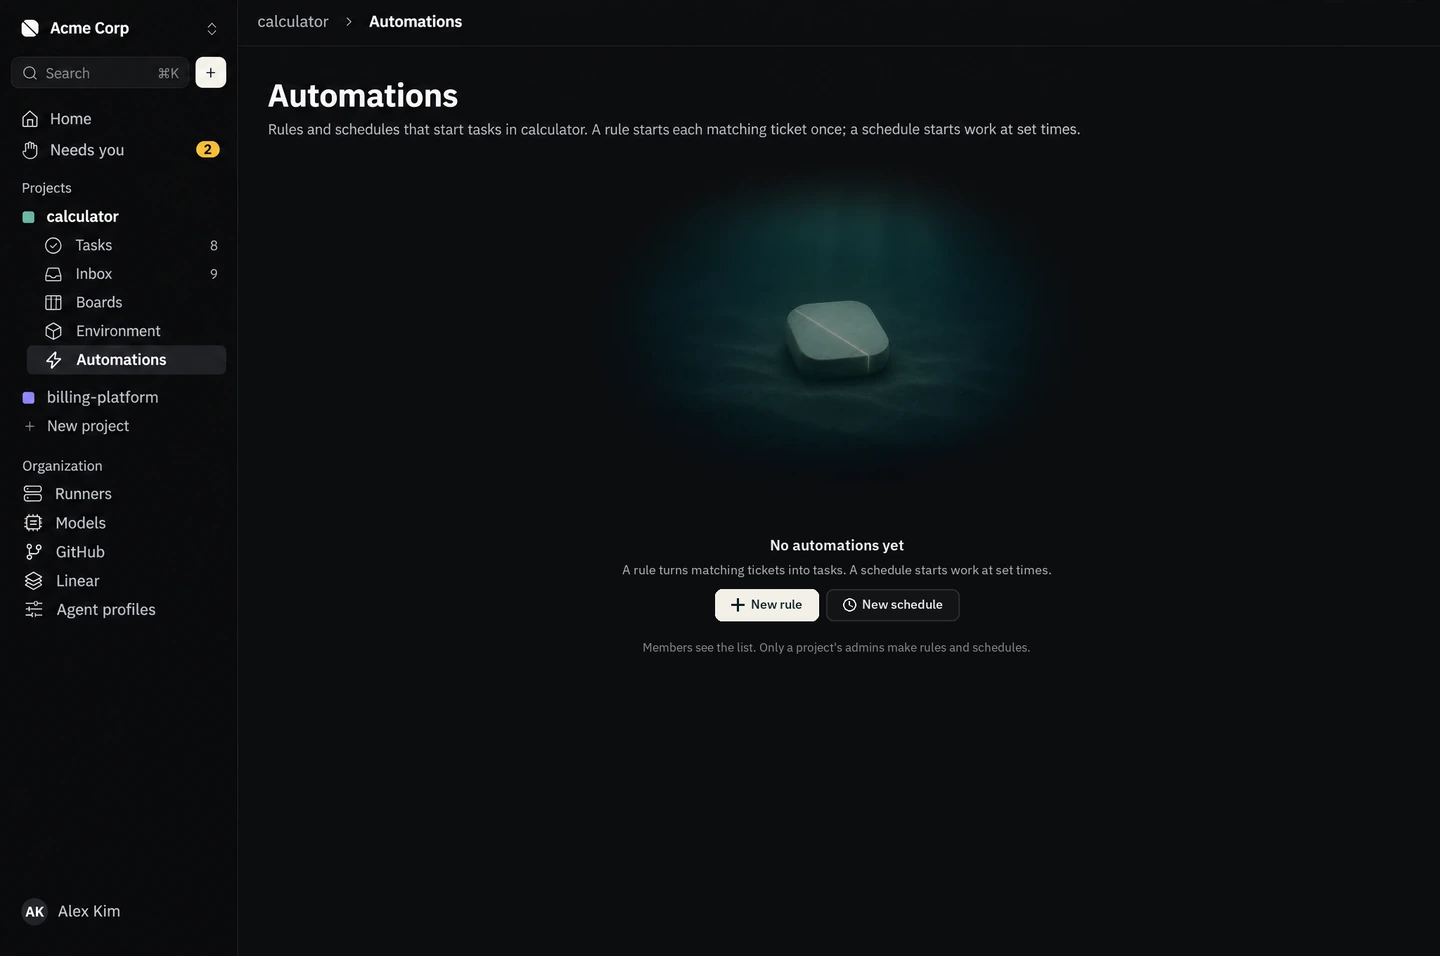 Acme Corp
Search ⌘K
+
Home
Needs you 2
Projects
calculator
Tasks 8
Inbox 9
Boards
Environment
Automations
billing-platform
+ New project
Organization
Runners
Models
GitHub
Linear
Agent profiles
AK Alex Kim
calculator > Automations
Automations
Rules and schedules that start tasks in calculator. A rule starts each matching ticket once; a schedule starts work at set times.
No automations yet
A rule turns matching tickets into tasks. A schedule starts work at set times.
+ New rule
New schedule
Members see the list. Only a project's admins make rules and schedules.